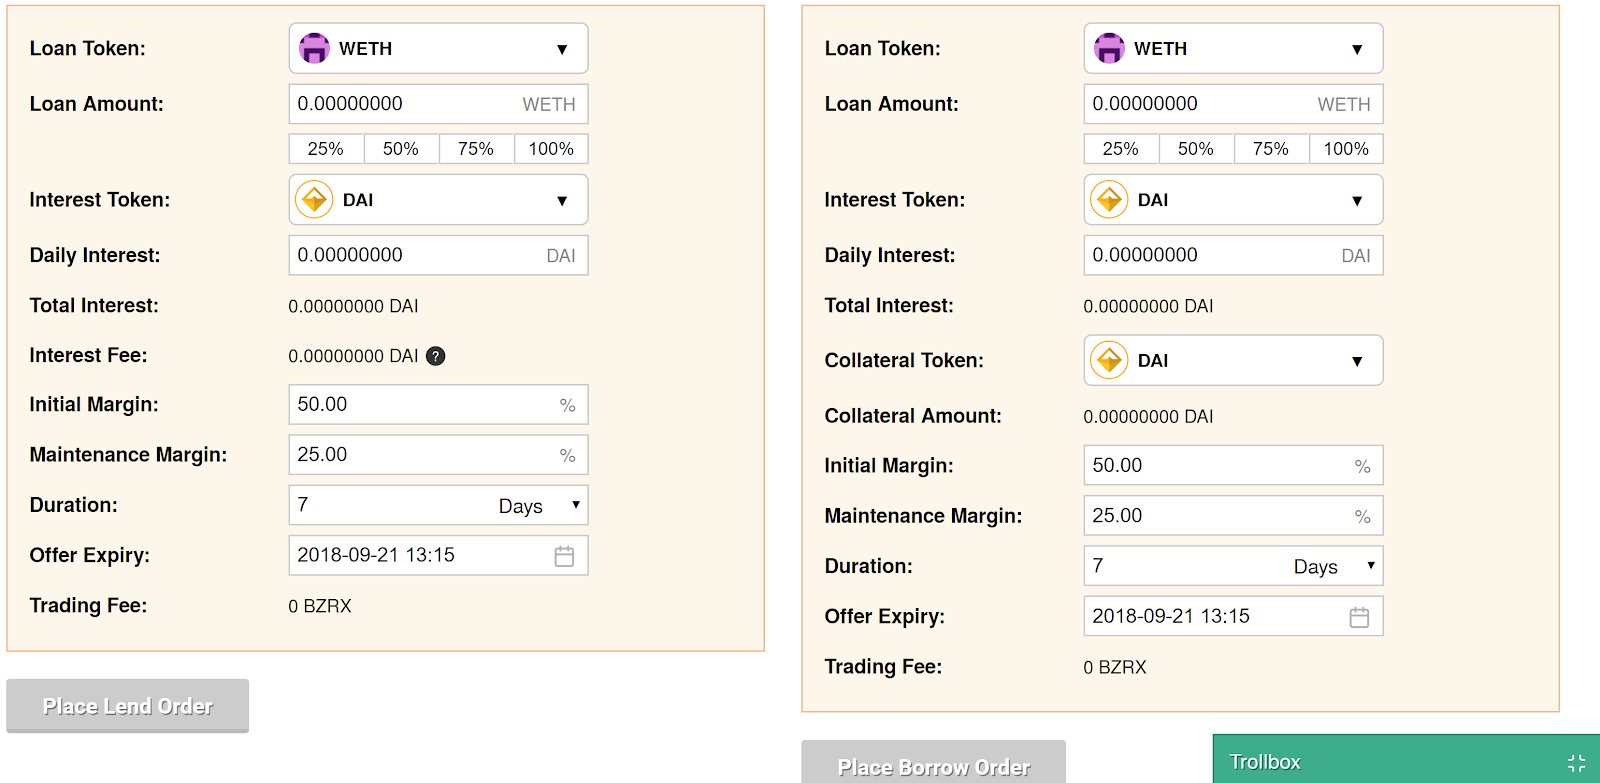 Loan Token: WETH ▼
Loan Amount: 0.00000000 WETH
25% 50% 75% 100%
Interest Token: DAI ▼
Daily Interest: 0.00000000 DAI
Total Interest: 0.00000000 DAI
Interest Fee: 0.00000000 DAI ?
Initial Margin: 50.00 %
Maintenance Margin: 25.00 %
Duration: 7 Days ▼
Offer Expiry: 2018-09-21 13:15
Trading Fee: 0 BZRX
Place Lend Order
Loan Token: WETH ▼
Loan Amount: 0.00000000 WETH
25% 50% 75% 100%
Interest Token: DAI ▼
Daily Interest: 0.00000000 DAI
Total Interest: 0.00000000 DAI
Collateral Token: DAI ▼
Collateral Amount: 0.00000000 DAI
Initial Margin: 50.00 %
Maintenance Margin: 25.00 %
Duration: 7 Days ▼
Offer Expiry: 2018-09-21 13:15
Trading Fee: 0 BZRX
Place Borrow Order
Trollbox